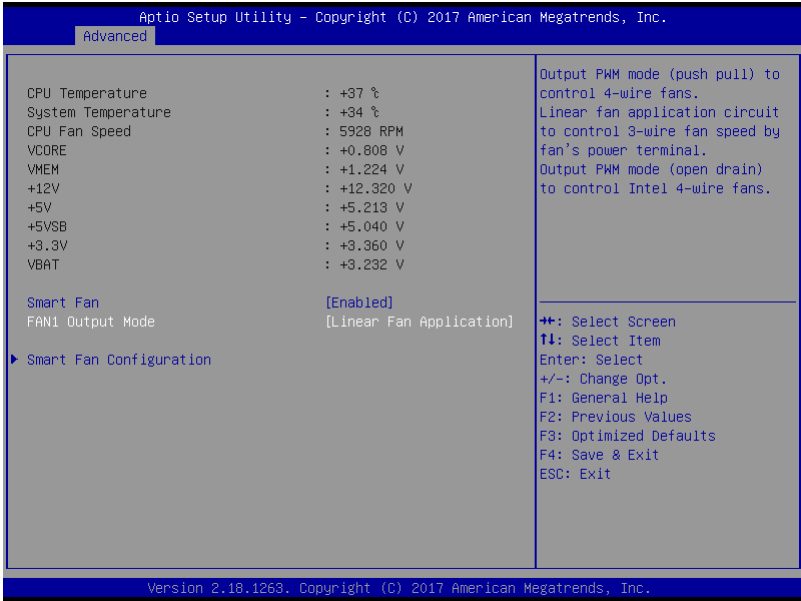 Aptio Setup Utility – Copyright (C) 2017 American Megatrends, Inc.
Advanced
CPU Temperature : +37 ℃
System Temperature : +34 ℃
CPU Fan Speed : 5928 RPM
VCORE : +0.808 V
VMEM : +1.224 V
+12V : +12.320 V
+5V : +5.213 V
+5VSB : +5.040 V
+3.3V : +3.360 V
VBAT : +3.232 V
Smart Fan [Enabled]
FAN1 Output Mode [Linear Fan Application]
Smart Fan Configuration
Output PWM mode (push pull) to
control 4-wire fans.
Linear fan application circuit
to control 3-wire fan speed by
fan's power terminal.
Output PWM mode (open drain)
to control Intel 4-wire fans.
→←: Select Screen
↑↓: Select Item
Enter: Select
+/-: Change Opt.
F1: General Help
F2: Previous Values
F3: Optimized Defaults
F4: Save & Exit
ESC: Exit
Version 2.18.1263. Copyright (C) 2017 American Megatrends, Inc.